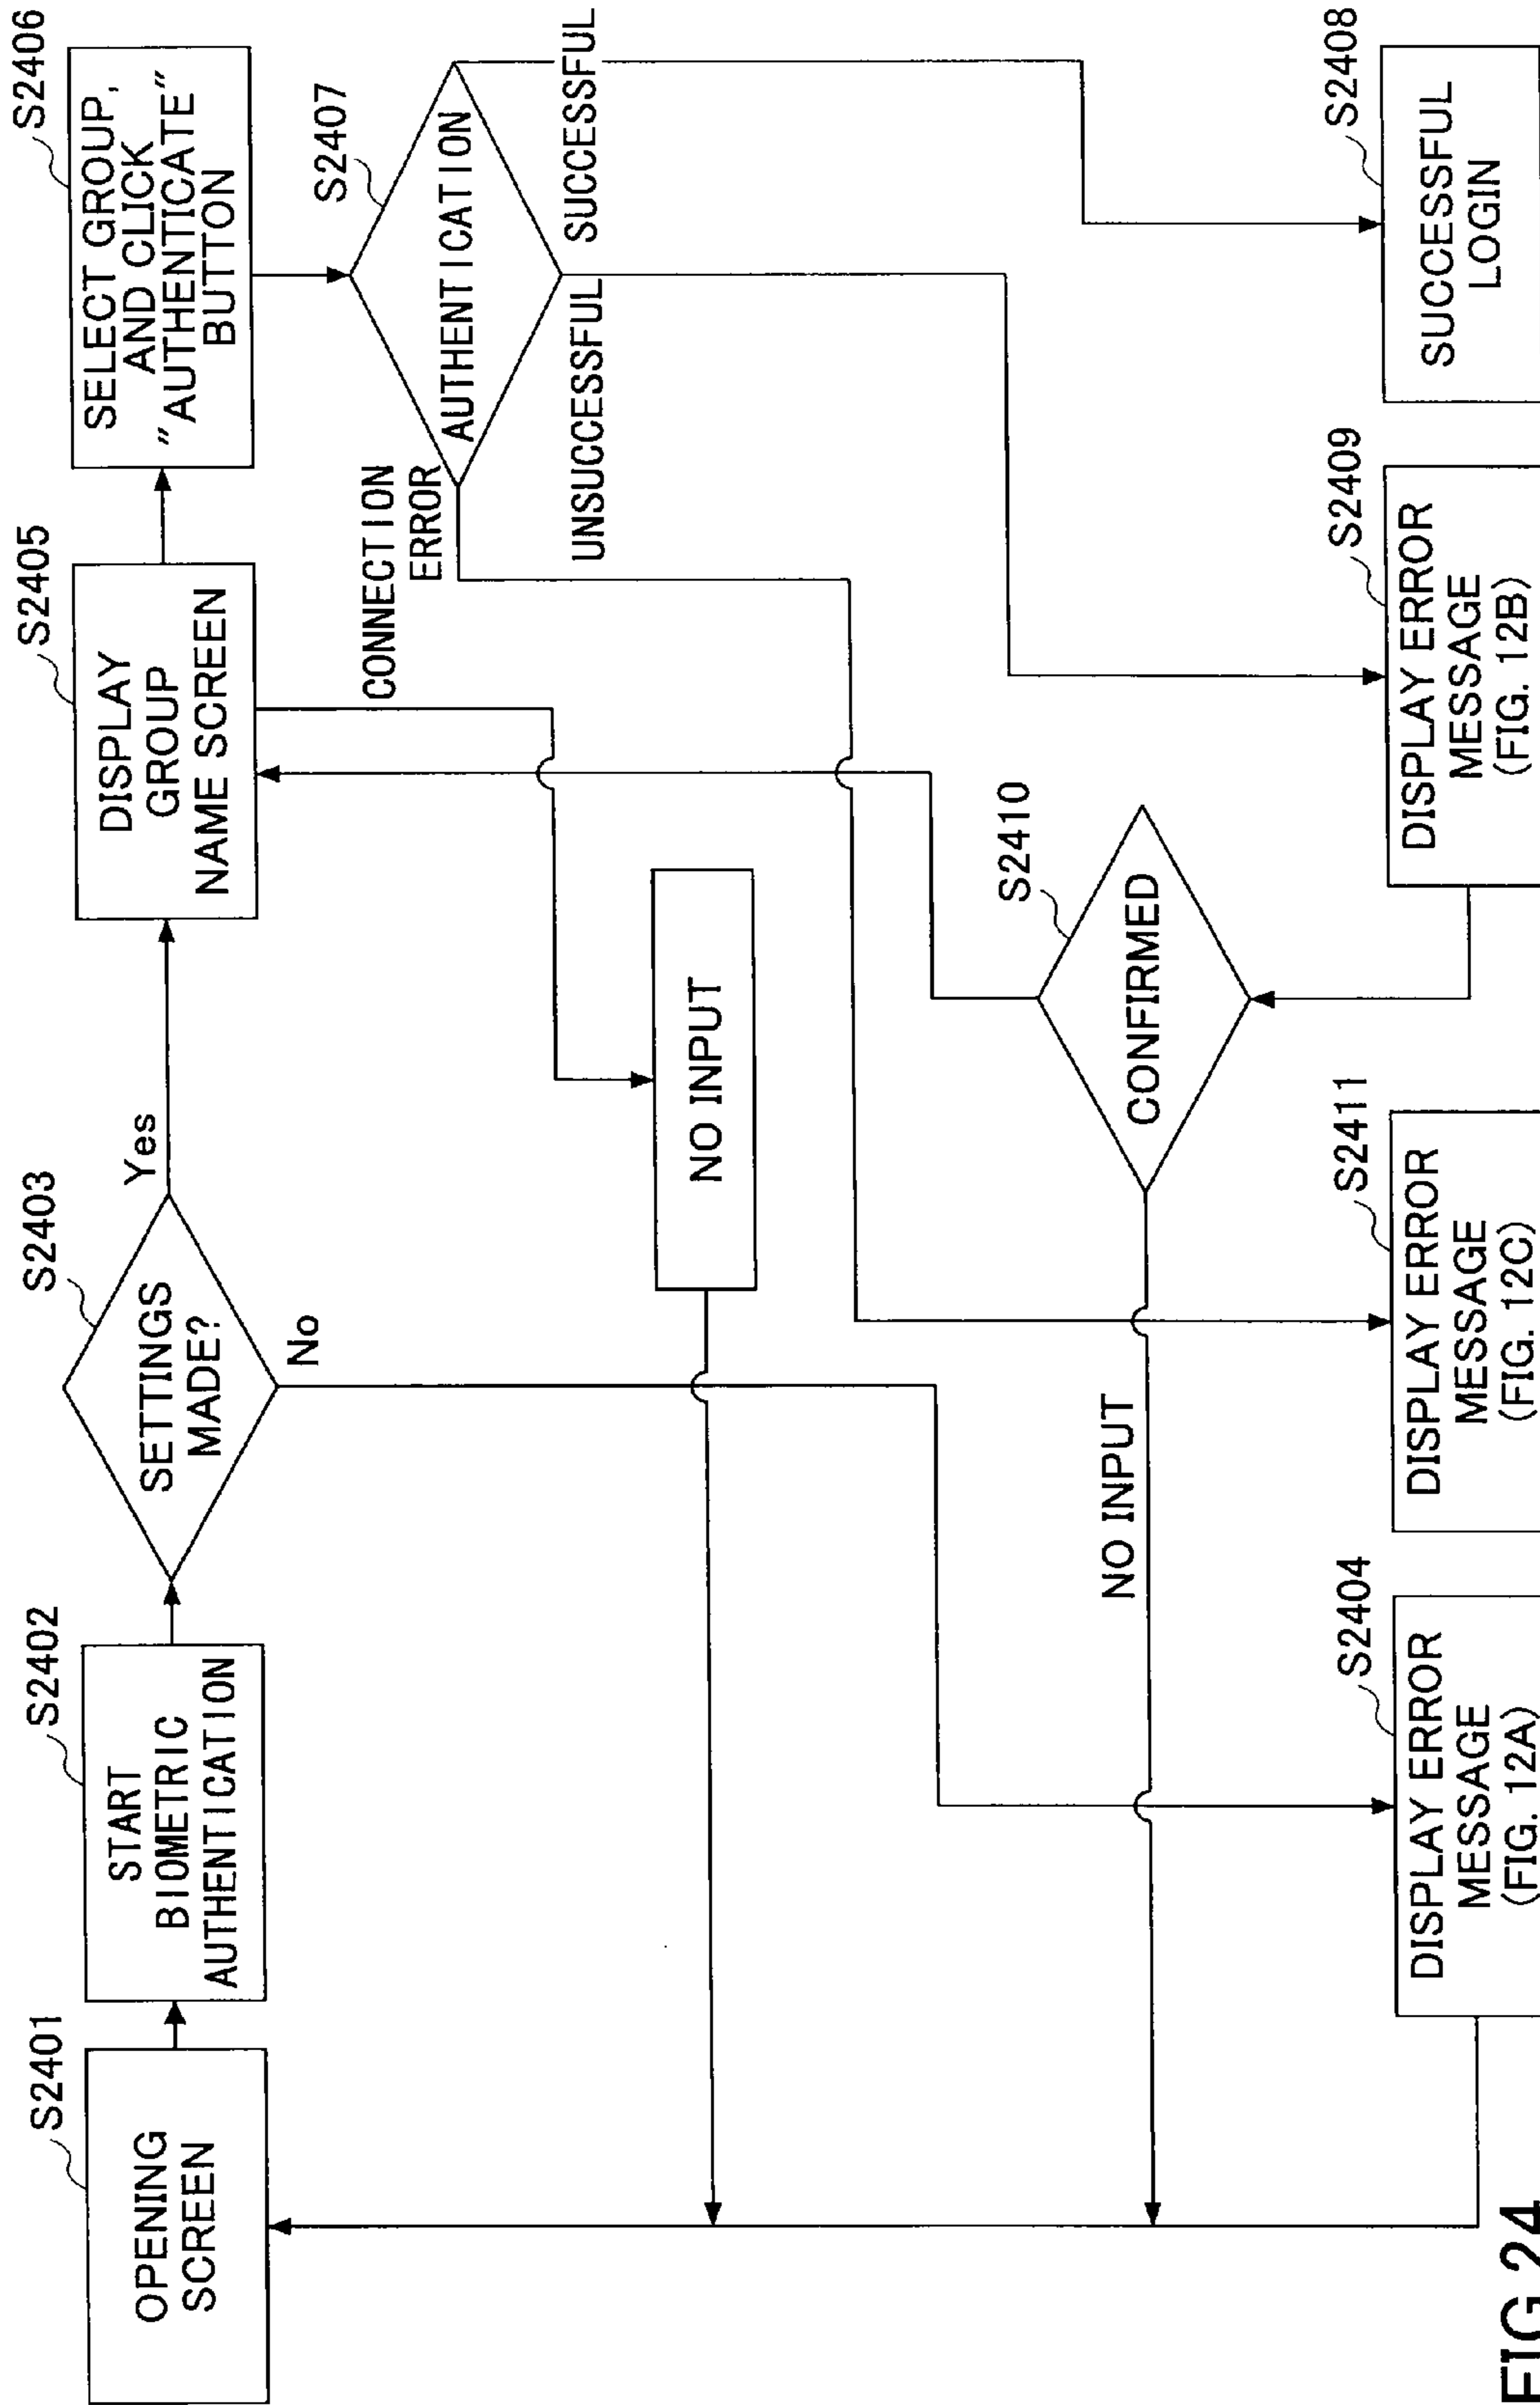 S2401
OPENING
SCREEN
S2402
START
BIOMETRIC
AUTHENTICATION
S2403
SETTINGS
MADE?
Yes
No
S2405
DISPLAY
GROUP
NAME SCREEN
S2406
SELECT GROUP,
AND CLICK
"AUTHENTICATE"
BUTTON
S2407
AUTHENTICATION
CONNECTION
ERROR
UNSUCCESSFUL
SUCCESSFUL
NO INPUT
S2410
CONFIRMED
NO INPUT
S2404
DISPLAY ERROR
MESSAGE
(FIG. 12A)
S2411
DISPLAY ERROR
MESSAGE
(FIG. 12C)
S2409
DISPLAY ERROR
MESSAGE
(FIG. 12B)
S2408
SUCCESSFUL
LOGIN
FIG.24